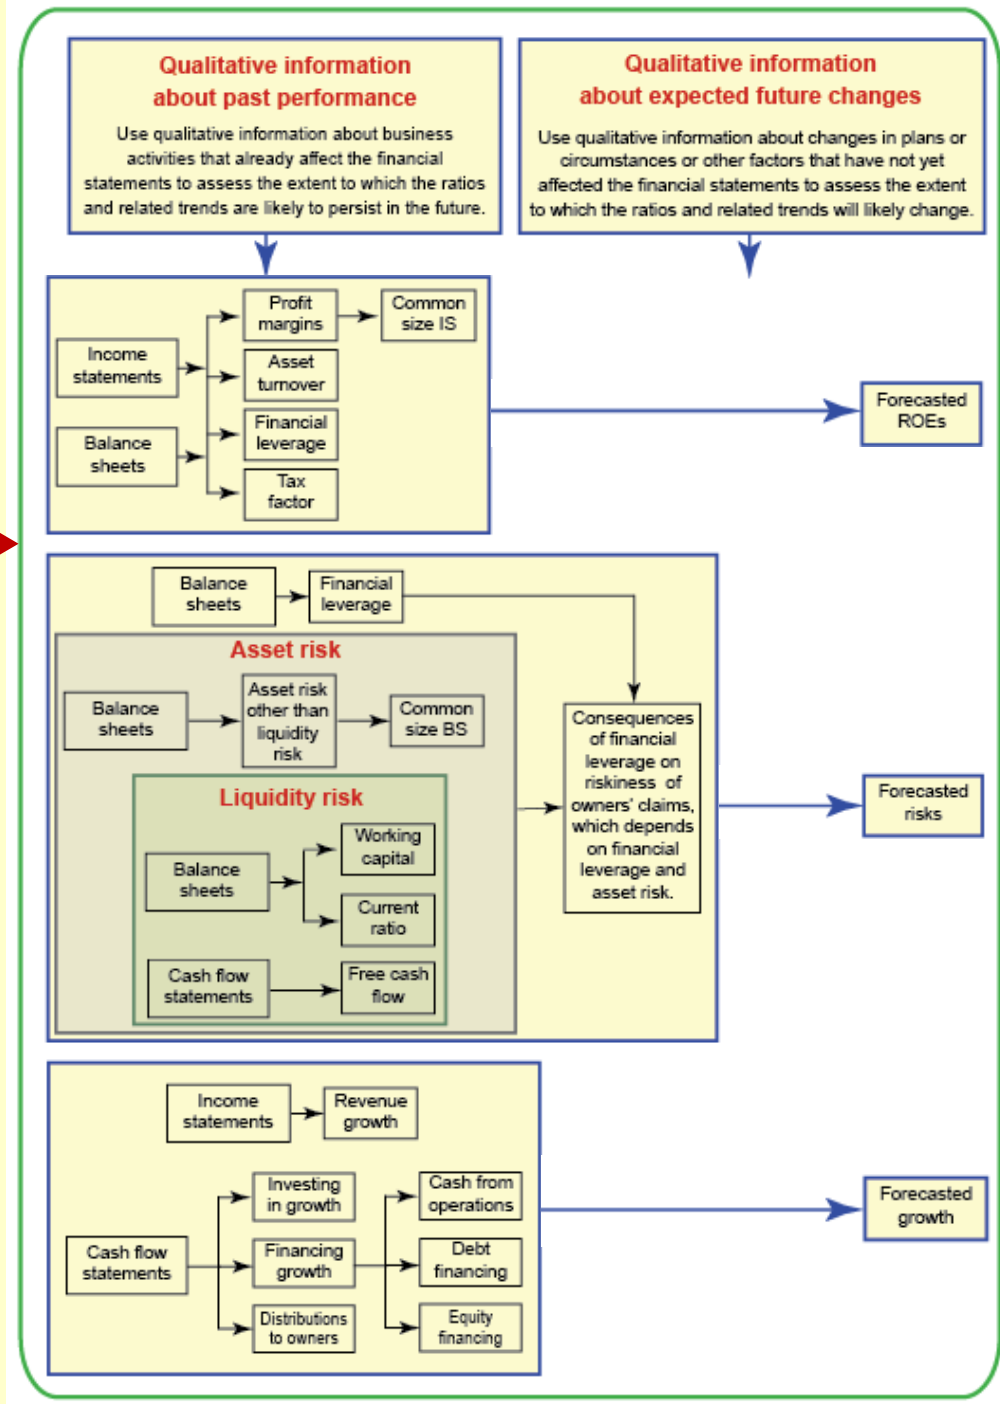 Qualitative information
about past performance
Use qualitative information about business
activities that already affect the financial
statements to assess the extent to which the ratios
and related trends are likely to persist in the future.
Qualitative information
about expected future changes
Use qualitative information about changes in plans or
circumstances or other factors that have not yet
affected the financial statements to assess the extent
to which the ratios and related trends will likely change.
Income
statements
Balance
sheets
Profit
margins
Common
size IS
Asset
turnover
Financial
leverage
Tax
factor
Forecasted
ROEs
Balance
sheets
Financial
leverage
Asset risk
Balance
sheets
Asset risk
other than
liquidity
risk
Common
size BS
Liquidity risk
Balance
sheets
Working
capital
Current
ratio
Cash flow
statements
Free cash
flow
Consequences
of financial
leverage on
riskiness of
owners' claims,
which depends
on financial
leverage and
asset risk.
Forecasted
risks
Income
statements
Revenue
growth
Cash flow
statements
Investing
in growth
Financing
growth
Distributions
to owners
Cash from
operations
Debt
financing
Equity
financing
Forecasted
growth